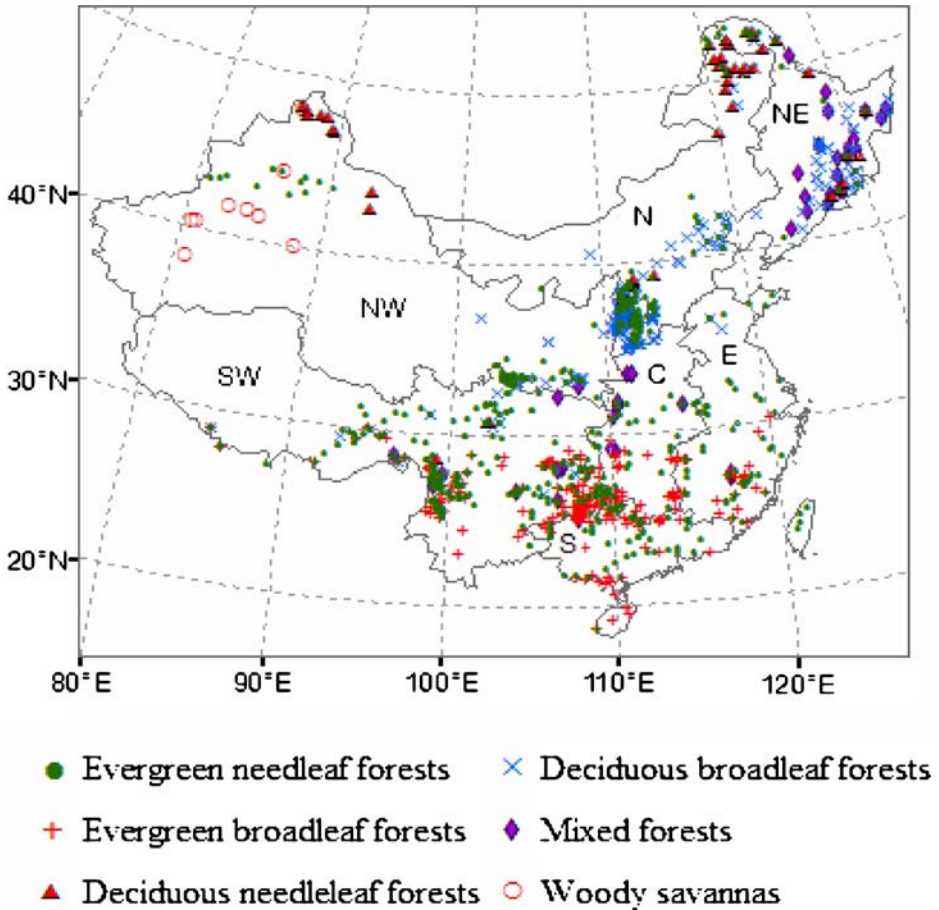 NE
40°N
N
NW
E
30°N
SW
C
20°N
S
80°E 90°E 100°E 110°E 120°E
Evergreen needleaf forests
Deciduous broadleaf forests
Evergreen broadleaf forests
Mixed forests
Deciduous needleleaf forests
Woody savannas